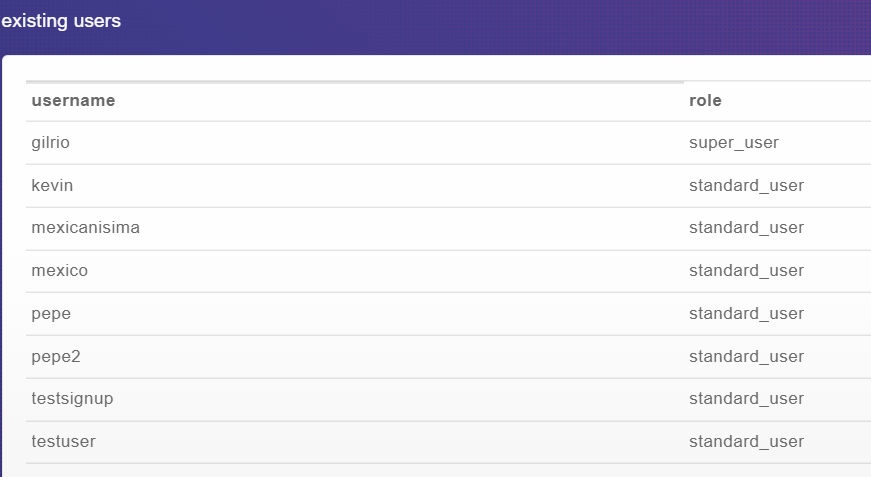 existing users
username role
gilrio super_user
kevin standard_user
mexicanisima standard_user
mexico standard_user
pepe standard_user
pepe2 standard_user
testsignup standard_user
testuser standard_user